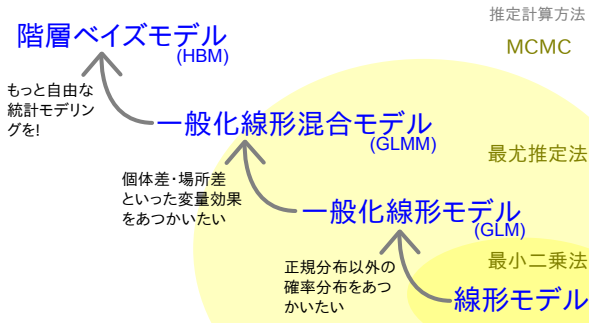 推定計算方法
階層ベイズモデル
(HBM)
MCMC
もっと自由な
統計モデリン
グを!
一般化線形混合モデル
(GLMM)
最尤推定法
個体差・場所差
といった変量効果
をあつかいたい
一般化線形モデル
(GLM)
最小二乗法
正規分布以外の
確率分布をあつ
かいたい
線形モデル